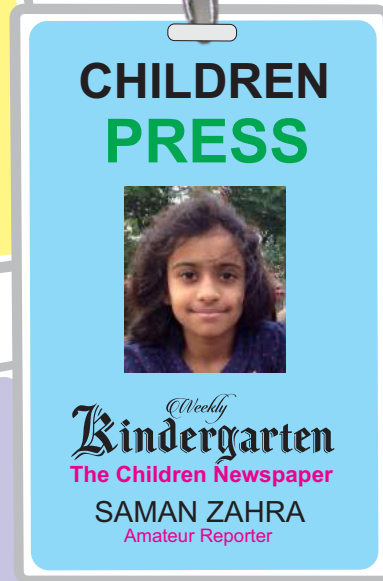 CHILDREN
PRESS
Weekly
Kindergarten
The Children Newspaper
SAMAN ZAHRA
Amateur Reporter